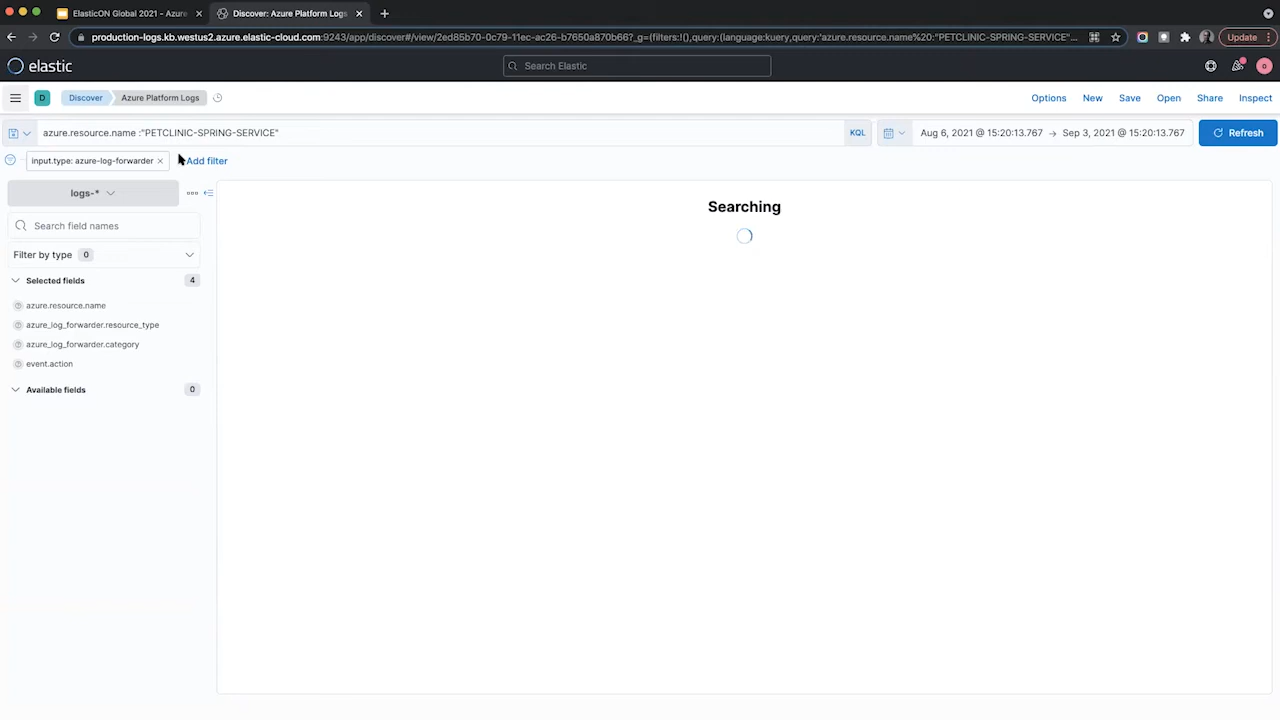 ElasticON Global 2021 - Azure
Discover: Azure Platform Logs
production-logs.kb.westus2.azure.elastic-cloud.com:9243/app/discover#/view/2ed85b70-0c79-11ec-ac26-b7650a870b66?_g=(filters:!(),query:(language:kuery,query:'azure.resource.name%20:"PETCLINIC-SPRING-SERVICE"...
Update
elastic
Search Elastic
D
Discover
Azure Platform Logs
Options
New
Save
Open
Share
Inspect
azure.resource.name :"PETCLINIC-SPRING-SERVICE"
KQL
Aug 6, 2021 @ 15:20:13.767 → Sep 3, 2021 @ 15:20:13.767
Refresh
input.type: azure-log-forwarder
Add filter
logs-*
Search field names
Filter by type 0
Selected fields 4
azure.resource.name
azure_log_forwarder.resource_type
azure_log_forwarder.category
event.action
Available fields 0
Searching